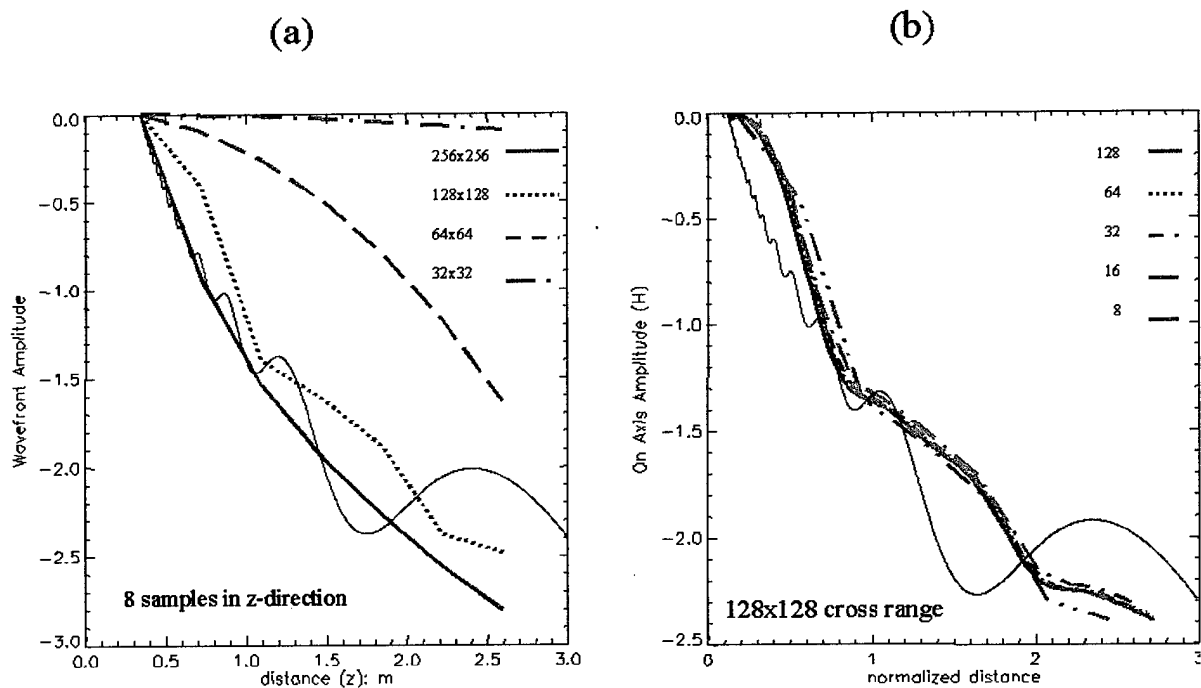 (a)
(b)
0.0
-0.5
-1.0
-1.5
-2.0
-2.5
-3.0
Wavefront Amplitude
256x256
128x128
64x64
32x32
8 samples in z-direction
0.0 0.5 1.0 1.5 2.0 2.5 3.0
distance (z): m
0.0
-0.5
-1.0
-1.5
-2.0
-2.5
On Axis Amplitude (H)
128
64
32
16
8
128x128 cross range
0 1 2 3
normalized distance